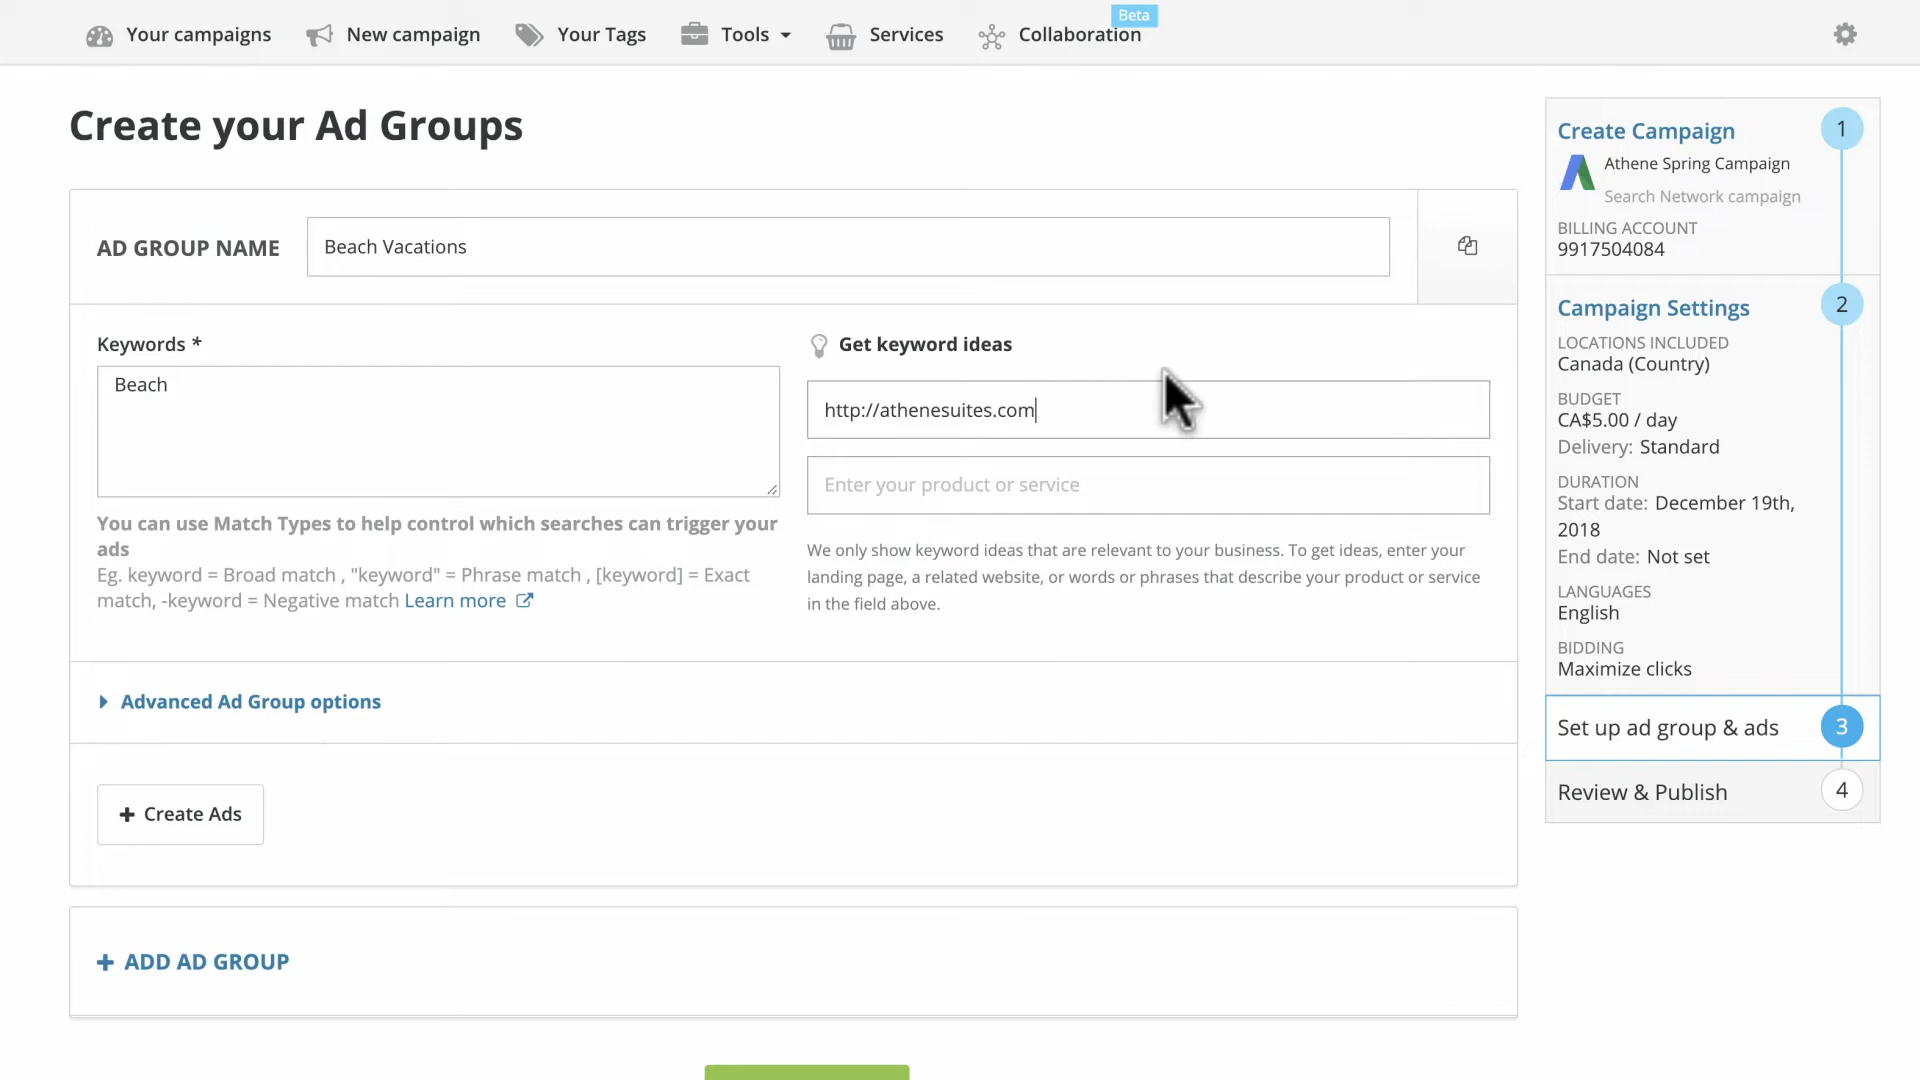 Your campaigns
New campaign
Your Tags
Tools
Services
Collaboration
Beta
Create your Ad Groups
AD GROUP NAME
Beach Vacations
Keywords *
Beach
You can use Match Types to help control which searches can trigger your
ads
Eg. keyword = Broad match , "keyword" = Phrase match , [keyword] = Exact
match, -keyword = Negative match Learn more
Get keyword ideas
http://athenesuites.com
Enter your product or service
We only show keyword ideas that are relevant to your business. To get ideas, enter your
landing page, a related website, or words or phrases that describe your product or service
in the field above.
Advanced Ad Group options
+ Create Ads
+ ADD AD GROUP
Create Campaign
1
Athene Spring Campaign
Search Network campaign
BILLING ACCOUNT
9917504084
Campaign Settings
2
LOCATIONS INCLUDED
Canada (Country)
BUDGET
CA$5.00 / day
Delivery: Standard
DURATION
Start date: December 19th,
2018
End date: Not set
LANGUAGES
English
BIDDING
Maximize clicks
Set up ad group & ads
3
Review & Publish
4